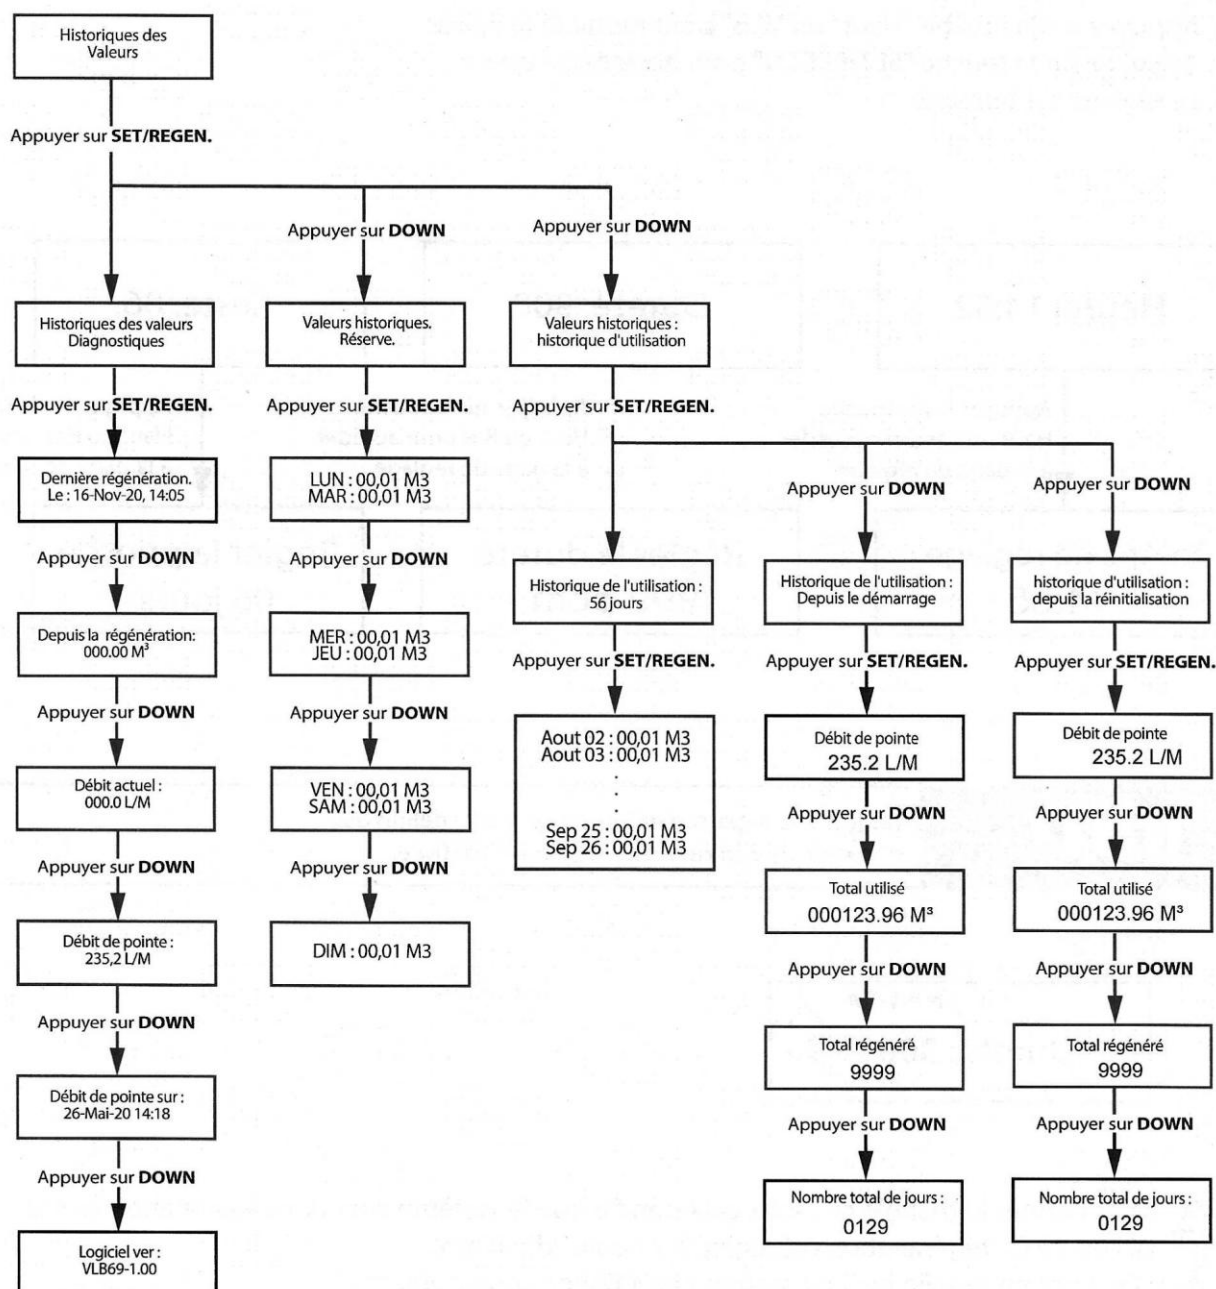 Historiques des
Valeurs
Appuyer sur SET/REGEN.
Appuyer sur DOWN
Appuyer sur DOWN
Historiques des valeurs
Diagnostiques
Valeurs historiques.
Réserve.
Valeurs historiques :
historique d'utilisation
Appuyer sur SET/REGEN.
Appuyer sur SET/REGEN.
Appuyer sur SET/REGEN.
Dernière régénération.
Le : 16-Nov-20, 14:05
LUN : 00,01 M3
MAR : 00,01 M3
Appuyer sur DOWN
Appuyer sur DOWN
Appuyer sur DOWN
Appuyer sur DOWN
Depuis la régénération:
000.00 M³
MER : 00,01 M3
JEU : 00,01 M3
Historique de l'utilisation :
56 jours
Historique de l'utilisation :
Depuis le démarrage
historique d'utilisation :
depuis la réinitialisation
Appuyer sur DOWN
Appuyer sur DOWN
Appuyer sur SET/REGEN.
Appuyer sur SET/REGEN.
Appuyer sur SET/REGEN.
Débit actuel :
000.0 L/M
VEN : 00,01 M3
SAM : 00,01 M3
Aout 02 : 00,01 M3
Aout 03 : 00,01 M3
.
.
.
Sep 25 : 00,01 M3
Sep 26 : 00,01 M3
Débit de pointe
235.2 L/M
Débit de pointe
235.2 L/M
Appuyer sur DOWN
Appuyer sur DOWN
Appuyer sur DOWN
Appuyer sur DOWN
Débit de pointe :
235,2 L/M
DIM : 00,01 M3
Total utilisé
000123.96 M³
Total utilisé
000123.96 M³
Appuyer sur DOWN
Appuyer sur DOWN
Appuyer sur DOWN
Débit de pointe sur :
26-Mai-20 14:18
Total régénéré
9999
Total régénéré
9999
Appuyer sur DOWN
Appuyer sur DOWN
Appuyer sur DOWN
Logiciel ver :
VLB69-1.00
Nombre total de jours :
0129
Nombre total de jours :
0129